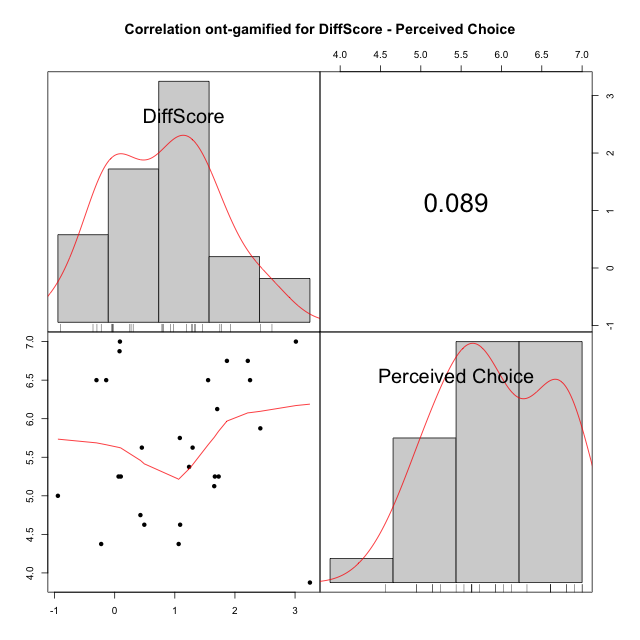 Correlation ont-gamified for DiffScore - Perceived Choice
4.0 4.5 5.0 5.5 6.0 6.5 7.0
DiffScore
0.089
3
2
1
0
-1
Perceived Choice
7.0
6.5
6.0
5.5
5.0
4.5
4.0
-1 0 1 2 3